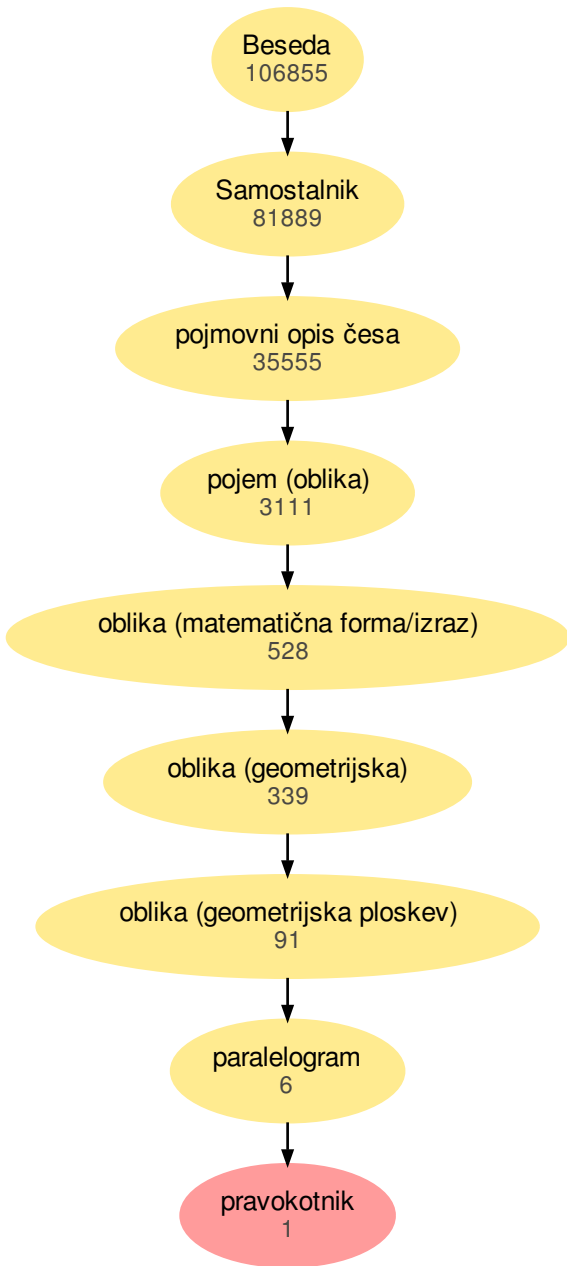 Beseda
106855
Samostalnik
81889
pojmovni opis česa
35555
pojem (oblika)
3111
oblika (matematična forma/izraz)
528
oblika (geometrijska)
339
oblika (geometrijska ploskev)
91
paralelogram
6
pravokotnik
1